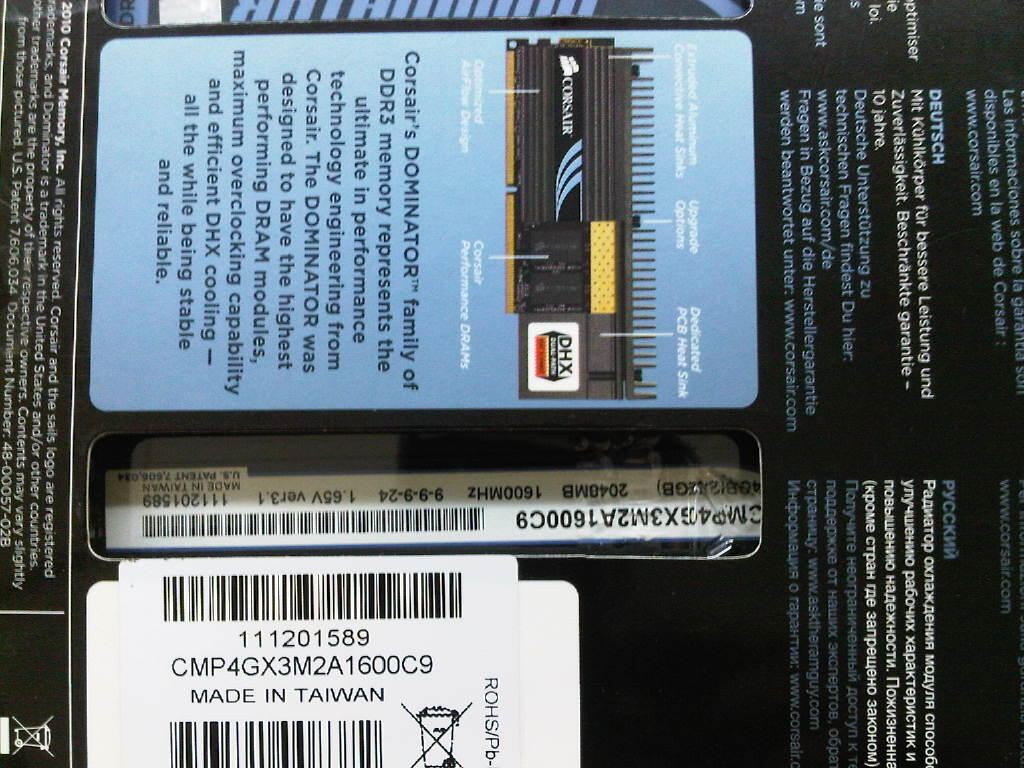 Extruded Aluminum
Convective Heat Sinks
Upgrade
Options
Dedicated
PCB Heat Sink
CORSAIR
DHX
Optimized
AirFlow Design
Corsair
Performance DRAMs
Corsair's DOMINATOR™ family of
DDR3 memory represents the
ultimate in performance
technology engineering from
Corsair. The DOMINATOR was
designed to have the highest
performing DRAM modules,
maximum overclocking capability
and efficient DHX cooling —
all the while being stable
and reliable.
2010 Corsair Memory, Inc. All rights reserved. Corsair and the sails logo are registered
trademarks, and Dominator is a trademark in the United States and/or other countries.
other trademarks are the property of their respective owners. Contents may vary slightly
from those pictured. U.S. Patent 7,606,034 Document Number: 48-00057-02B
CMP4GX3M2A1600C9
4GB(2X2GB) 2048MB 1600MHz 9-9-9-24 1.65V ver3.1
111201589
MADE IN TAIWAN
U.S. PATENT 7,606,034
111201589
CMP4GX3M2A1600C9
MADE IN TAIWAN
ROHS/Pb-
ptimiser
loi.
ie sont
informaciones sobre la garantía son
disponibles en la web de Corsair :
www.corsair.com
DEUTSCH
Mit Kühlkörper für bessere Leistung und
Zuverlässigkeit. Beschränkte garantie –
10 jahre.
Deutsche Unterstützung zu
technischen Fragen findest Du hier:
www.askcorsair.com/de
Fragen in Bezug auf die Herstellergarantie
werden beantwortet unter: www.corsair.com
www.corsair.com
РУССКИЙ
Радиатор охлаждения модуля способс
улучшению рабочих характеристик и
повышению надежности. Пожизненна
(кроме стран где запрещено законом)
Получите неограниченный доступ к те
поддержке от наших экспертов, обрат
страницу: www.asktheramguy.com
Информация о гарантии: www.corsair.c